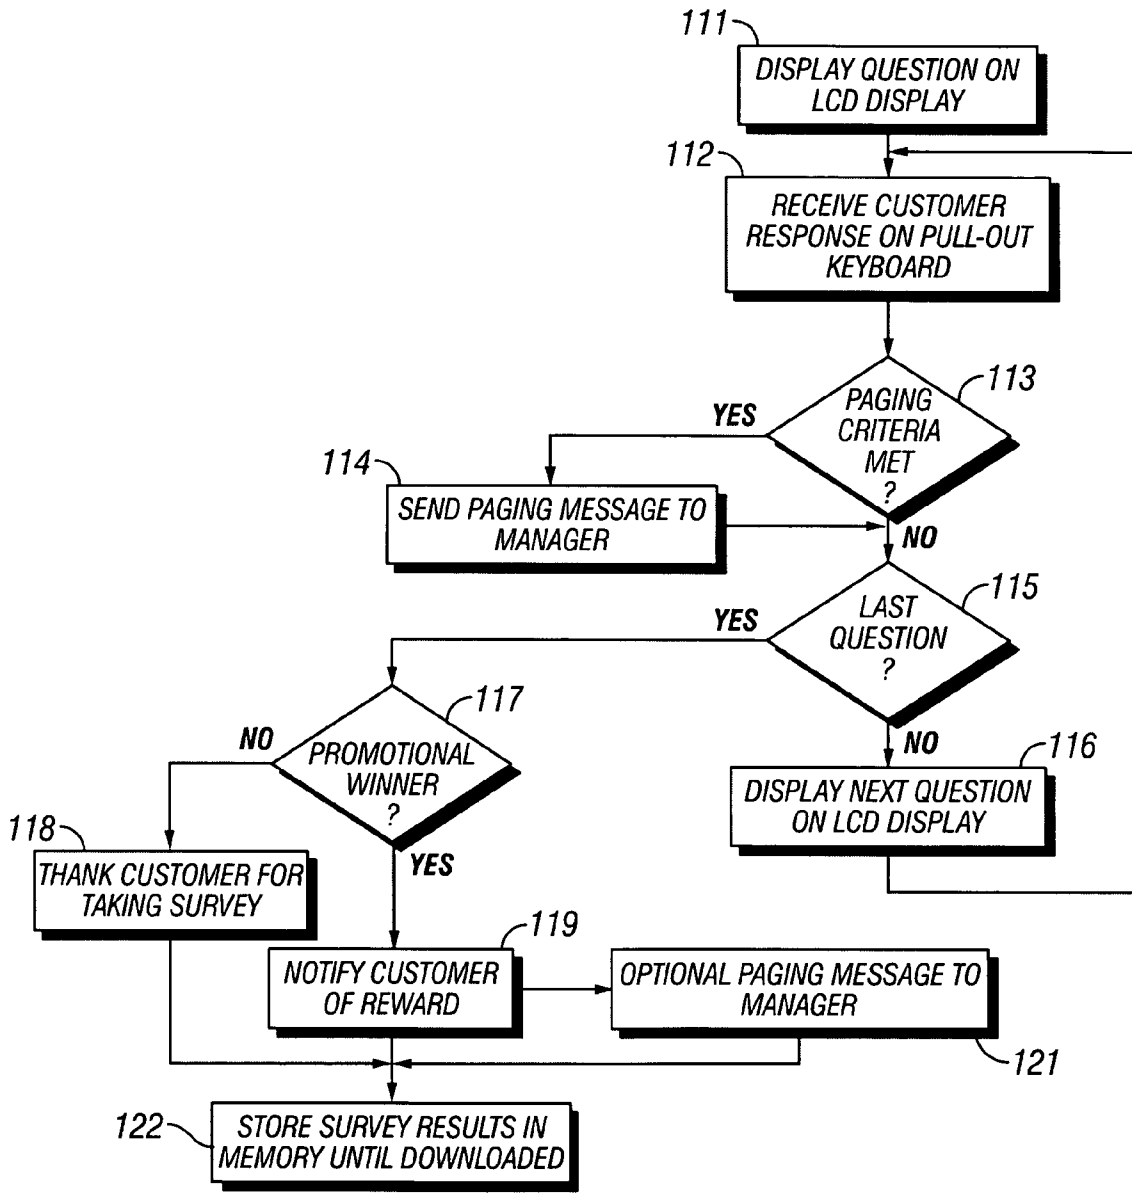 111
DISPLAY QUESTION ON
LCD DISPLAY
112
RECEIVE CUSTOMER
RESPONSE ON PULL-OUT
KEYBOARD
113
PAGING
CRITERIA
MET
?
YES
114
SEND PAGING MESSAGE TO
MANAGER
NO
115
LAST
QUESTION
?
YES
117
NO
116
NO
PROMOTIONAL
WINNER
?
DISPLAY NEXT QUESTION
ON LCD DISPLAY
118
YES
THANK CUSTOMER FOR
TAKING SURVEY
119
NOTIFY CUSTOMER
OF REWARD
OPTIONAL PAGING MESSAGE TO
MANAGER
121
122
STORE SURVEY RESULTS IN
MEMORY UNTIL DOWNLOADED